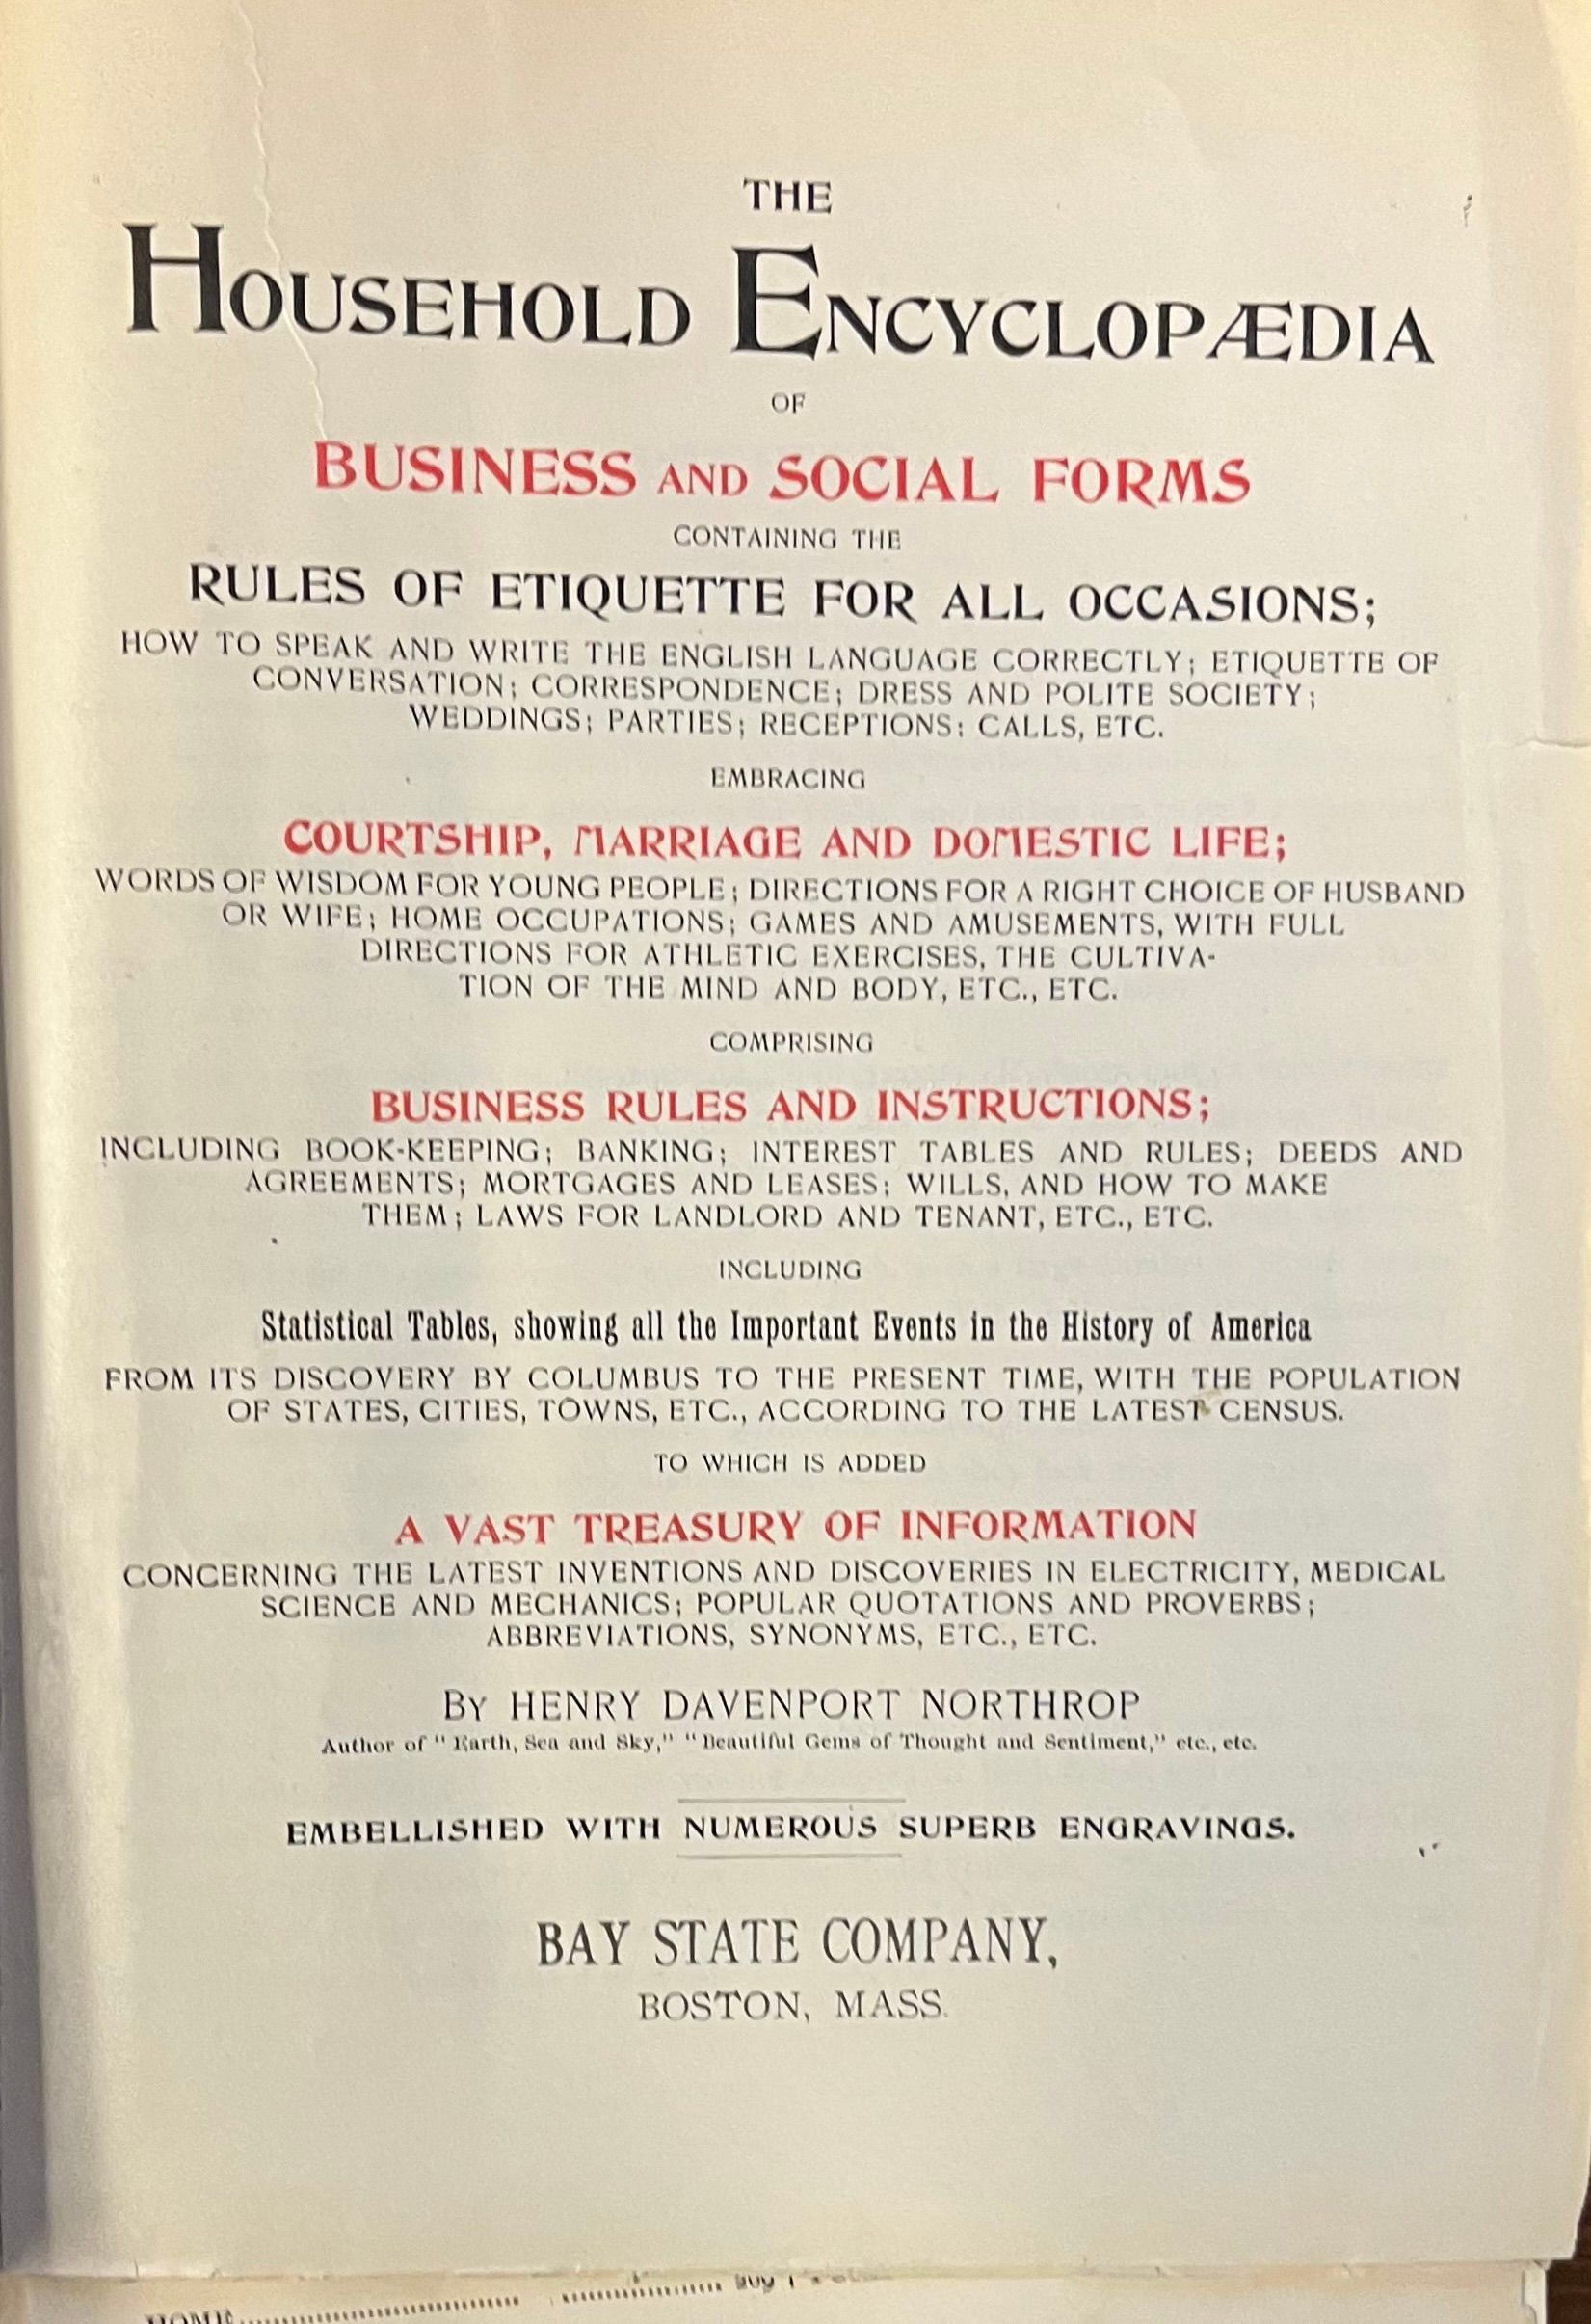 THE
HOUSEHOLD ENCYCLOPÆDIA
OF
BUSINESS AND SOCIAL FORMS
CONTAINING THE
RULES OF ETIQUETTE FOR ALL OCCASIONS;
HOW TO SPEAK AND WRITE THE ENGLISH LANGUAGE CORRECTLY; ETIQUETTE OF
CONVERSATION; CORRESPONDENCE; DRESS AND POLITE SOCIETY;
WEDDINGS; PARTIES; RECEPTIONS; CALLS, ETC.
EMBRACING
COURTSHIP, MARRIAGE AND DOMESTIC LIFE;
WORDS OF WISDOM FOR YOUNG PEOPLE; DIRECTIONS FOR A RIGHT CHOICE OF HUSBAND
OR WIFE; HOME OCCUPATIONS; GAMES AND AMUSEMENTS, WITH FULL
DIRECTIONS FOR ATHLETIC EXERCISES, THE CULTIVA-
TION OF THE MIND AND BODY, ETC., ETC.
COMPRISING
BUSINESS RULES AND INSTRUCTIONS;
INCLUDING BOOK-KEEPING; BANKING; INTEREST TABLES AND RULES; DEEDS AND
AGREEMENTS; MORTGAGES AND LEASES; WILLS, AND HOW TO MAKE
THEM; LAWS FOR LANDLORD AND TENANT, ETC., ETC.
INCLUDING
Statistical Tables, showing all the Important Events in the History of America
FROM ITS DISCOVERY BY COLUMBUS TO THE PRESENT TIME, WITH THE POPULATION
OF STATES, CITIES, TOWNS, ETC., ACCORDING TO THE LATEST CENSUS.
TO WHICH IS ADDED
A VAST TREASURY OF INFORMATION
CONCERNING THE LATEST INVENTIONS AND DISCOVERIES IN ELECTRICITY, MEDICAL
SCIENCE AND MECHANICS; POPULAR QUOTATIONS AND PROVERBS;
ABBREVIATIONS, SYNONYMS, ETC., ETC.
BY HENRY DAVENPORT NORTHROP
Author of "Earth, Sea and Sky," "Beautiful Gems of Thought and Sentiment," etc., etc.
EMBELLISHED WITH NUMEROUS SUPERB ENGRAVINGS.
BAY STATE COMPANY,
BOSTON, MASS.